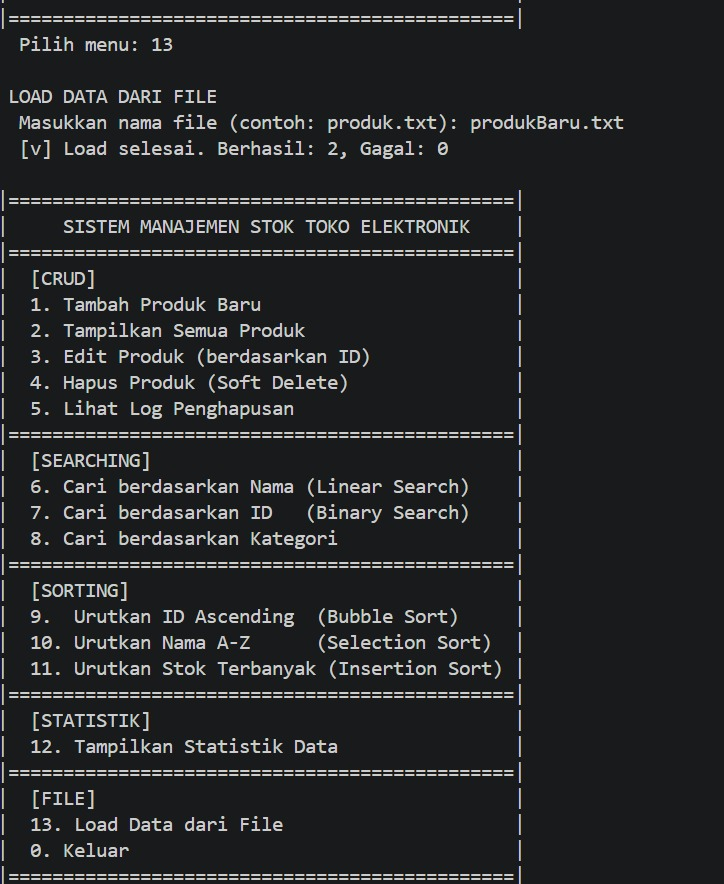 |==============================================|
Pilih menu: 13
LOAD DATA DARI FILE
Masukkan nama file (contoh: produk.txt): produkBaru.txt
[v] Load selesai. Berhasil: 2, Gagal: 0
|==============================================|
| SISTEM MANAJEMEN STOK TOKO ELEKTRONIK |
|==============================================|
| [CRUD] |
| 1. Tambah Produk Baru |
| 2. Tampilkan Semua Produk |
| 3. Edit Produk (berdasarkan ID) |
| 4. Hapus Produk (Soft Delete) |
| 5. Lihat Log Penghapusan |
|==============================================|
| [SEARCHING] |
| 6. Cari berdasarkan Nama (Linear Search) |
| 7. Cari berdasarkan ID (Binary Search) |
| 8. Cari berdasarkan Kategori |
|==============================================|
| [SORTING] |
| 9. Urutkan ID Ascending (Bubble Sort) |
| 10. Urutkan Nama A-Z (Selection Sort) |
| 11. Urutkan Stok Terbanyak (Insertion Sort) |
|==============================================|
| [STATISTIK] |
| 12. Tampilkan Statistik Data |
|==============================================|
| [FILE] |
| 13. Load Data dari File |
| 0. Keluar |
|==============================================|